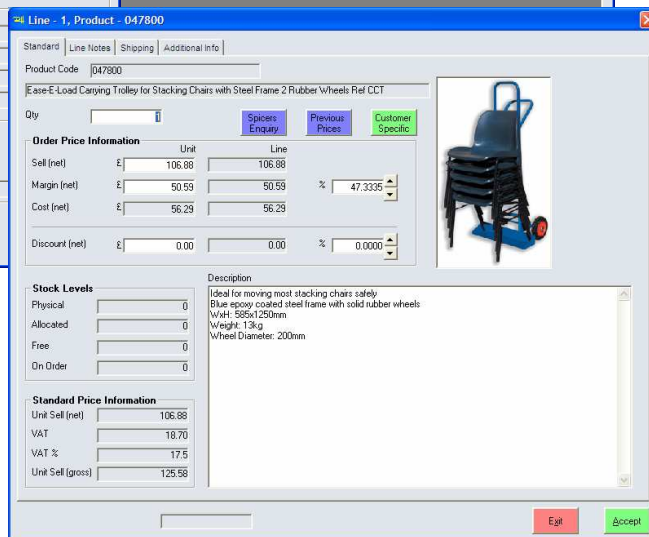 Line - 1, Product - 047800
Standard Line Notes Shipping Additional Info
Product Code 047800
Ease-E-Load Carrying Trolley for Stacking Chairs with Steel Frame 2 Rubber Wheels Ref CCT
Qty 1
Spicers Enquiry
Previous Prices
Customer Specific
Order Price Information
Unit Line
Sell (net) £ 106.88 106.88
Margin (net) £ 50.59 50.59 % 47.3335
Cost (net) £ 56.29 56.29
Discount (net) £ 0.00 0.00 % 0.0000
Stock Levels
Physical 0
Allocated 0
Free 0
On Order 0
Standard Price Information
Unit Sell (net) 106.88
VAT 18.70
VAT % 17.5
Unit Sell (gross) 125.58
Description
Ideal for moving most stacking chairs safely
Blue epoxy coated steel frame with solid rubber wheels
WxH: 585x1250mm
Weight: 13kg
Wheel Diameter: 200mm
Exit
Accept